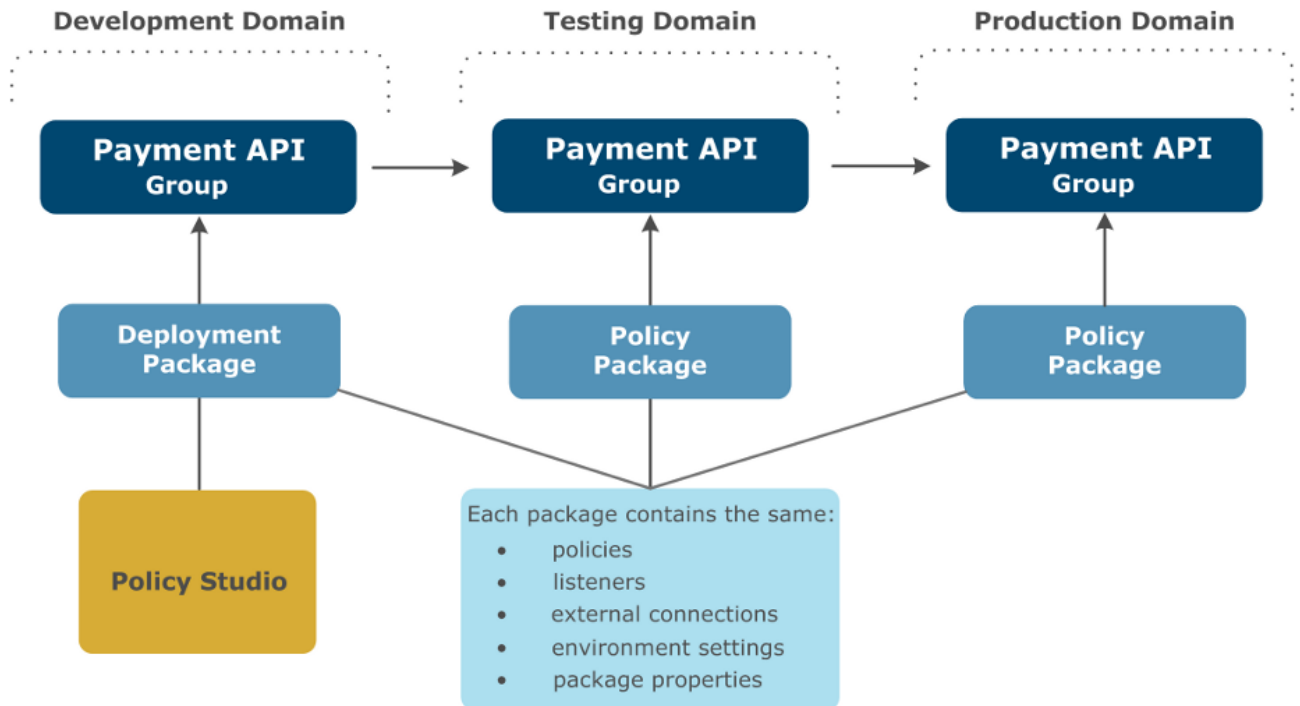 Development Domain
Testing Domain
Production Domain
Payment API
Group
Payment API
Group
Payment API
Group
Deployment
Package
Policy
Package
Policy
Package
Policy Studio
Each package contains the same:
• policies
• listeners
• external connections
• environment settings
• package properties